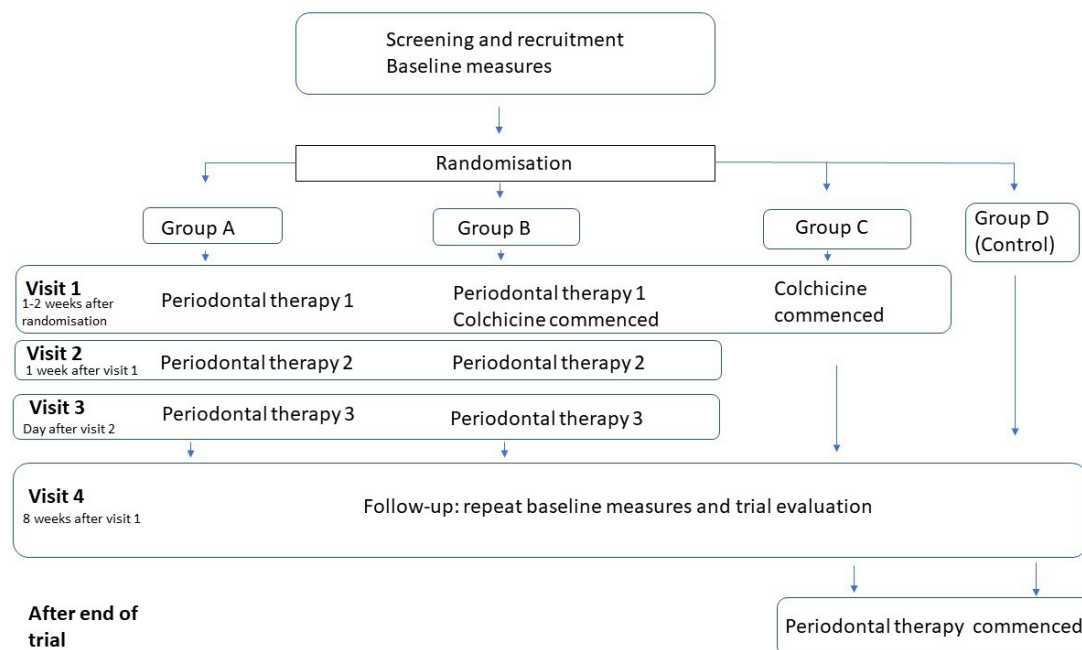 Screening and recruitment
Baseline measures
Randomisation
Group A
Group B
Group C
Group D
(Control)
Visit 1
1-2 weeks after
randomisation
Periodontal therapy 1
Periodontal therapy 1
Colchicine commenced
Colchicine
commenced
Visit 2
1 week after visit 1
Periodontal therapy 2
Periodontal therapy 2
Visit 3
Day after visit 2
Periodontal therapy 3
Periodontal therapy 3
Visit 4
8 weeks after visit 1
Follow-up: repeat baseline measures and trial evaluation
After end of
trial
Periodontal therapy commenced